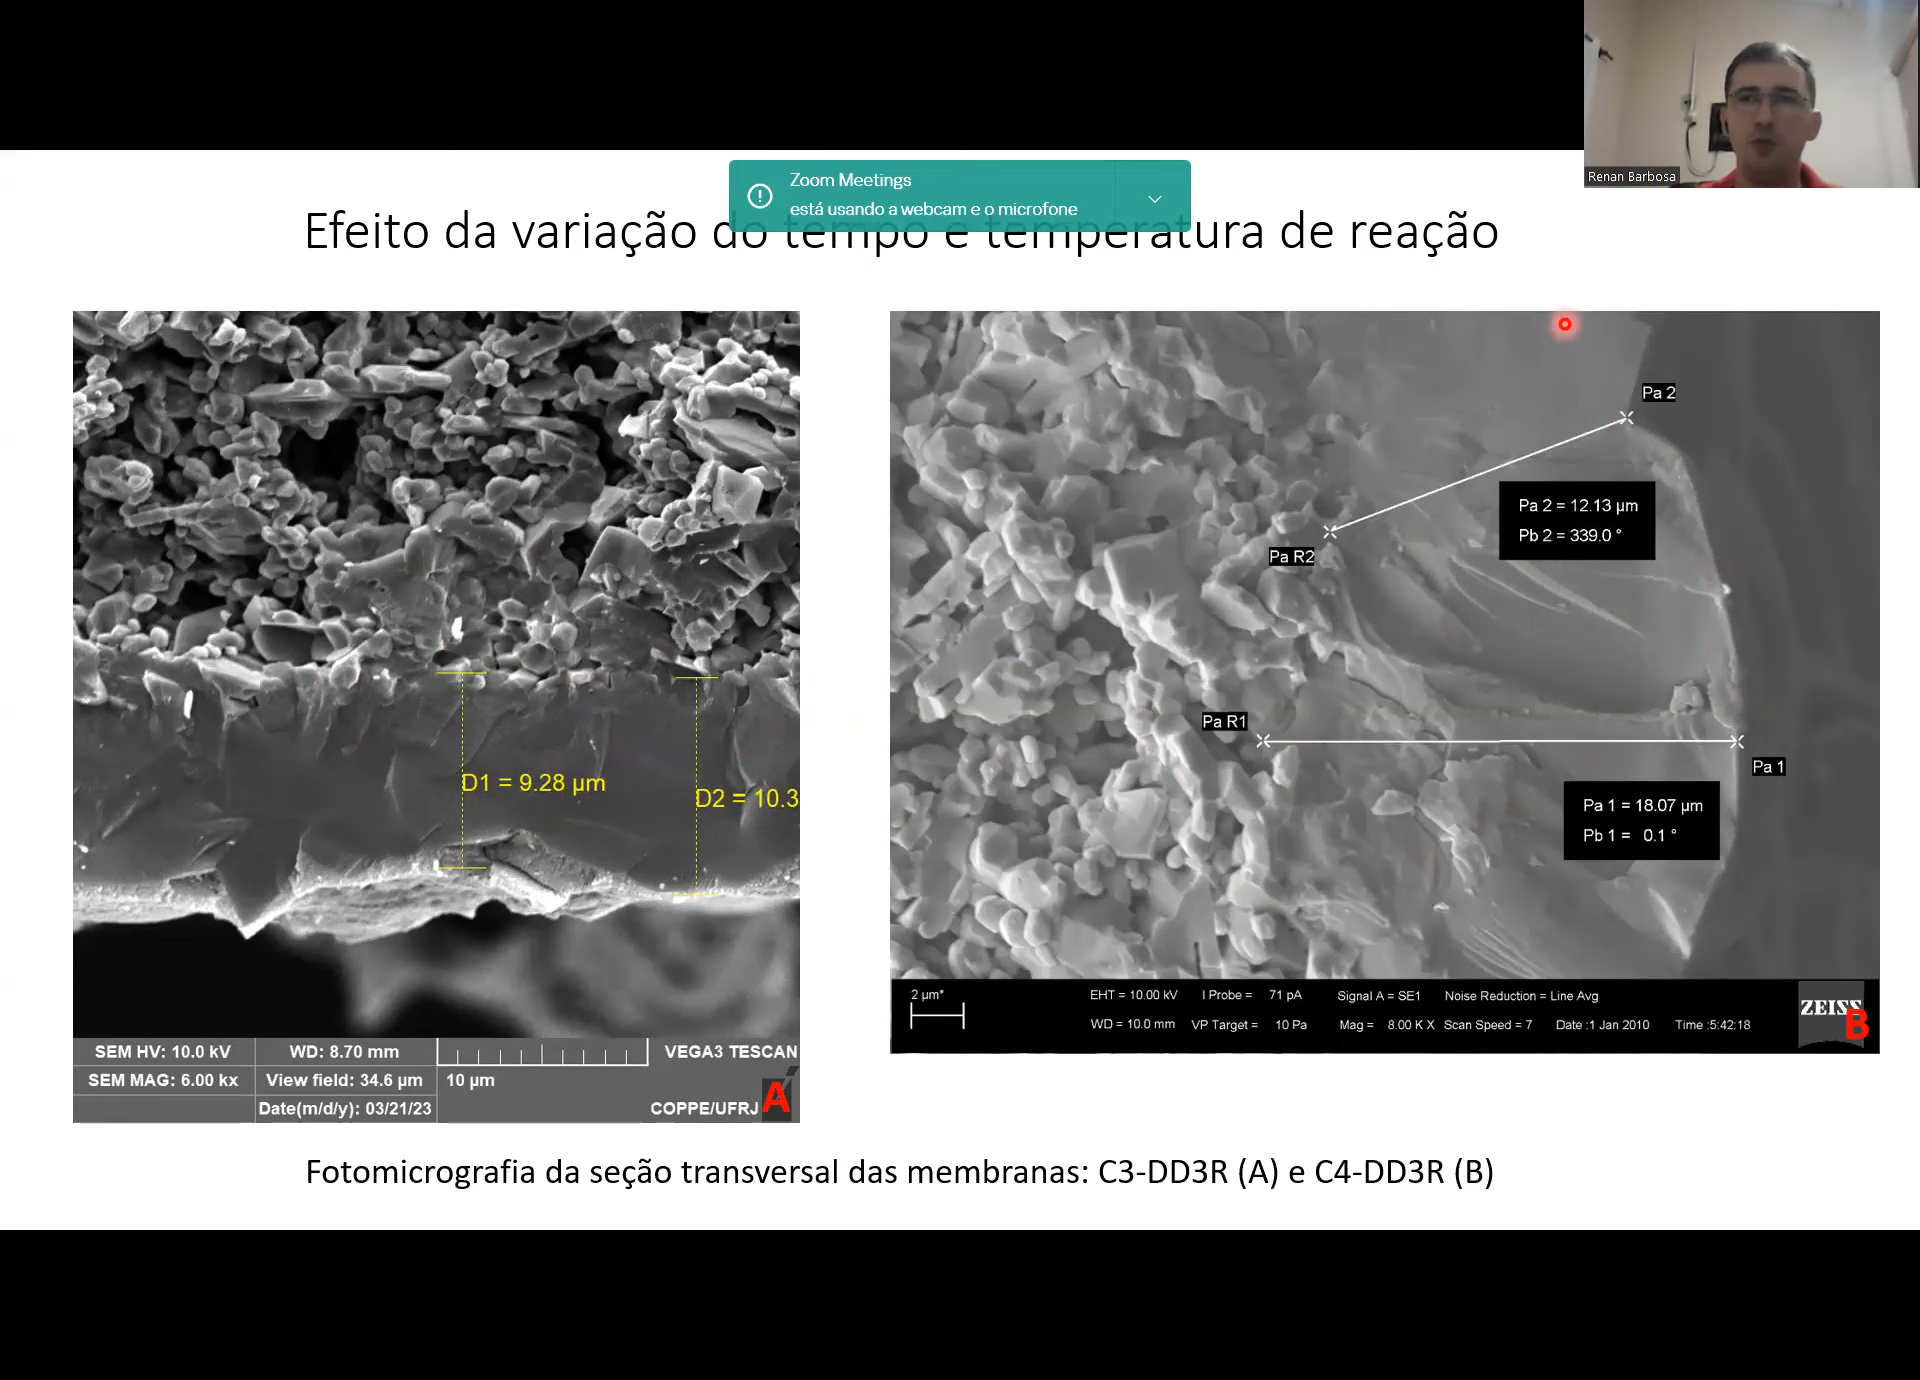 Renan Barbosa
Zoom Meetings
está usando a webcam e o microfone
Efeito da variação do tempo e temperatura de reação
D1 = 9.28 µm
D2 = 10.3
SEM HV: 10.0 kV
WD: 8.70 mm
VEGA3 TESCAN
SEM MAG: 6.00 kx
View field: 34.6 µm
10 µm
Date(m/d/y): 03/21/23
COPPE/UFRJ
A
Pa 2
Pa 2 = 12.13 µm
Pb 2 = 339.0 °
Pa R2
Pa R1
Pa 1
Pa 1 = 18.07 µm
Pb 1 = 0.1 °
2 µm*
EHT = 10.00 kV
I Probe = 71 pA
Signal A = SE1
Noise Reduction = Line Avg
WD = 10.0 mm
VP Target = 10 Pa
Mag = 8.00 K X
Scan Speed = 7
Date :1 Jan 2010
Time :5:42:18
ZEISS
B
Fotomicrografia da seção transversal das membranas: C3-DD3R (A) e C4-DD3R (B)